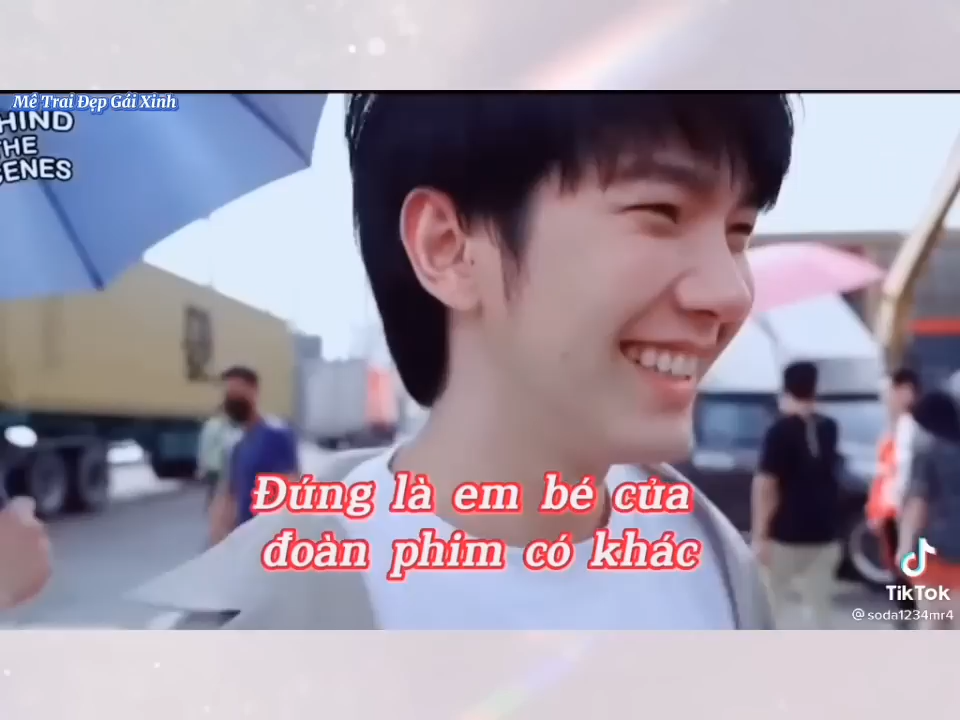 Mê Trai Đẹp Gái Xinh
HIND
THE
CENES
Đúng là em bé của
đoàn phim có khác
TikTok
@soda1234mr4